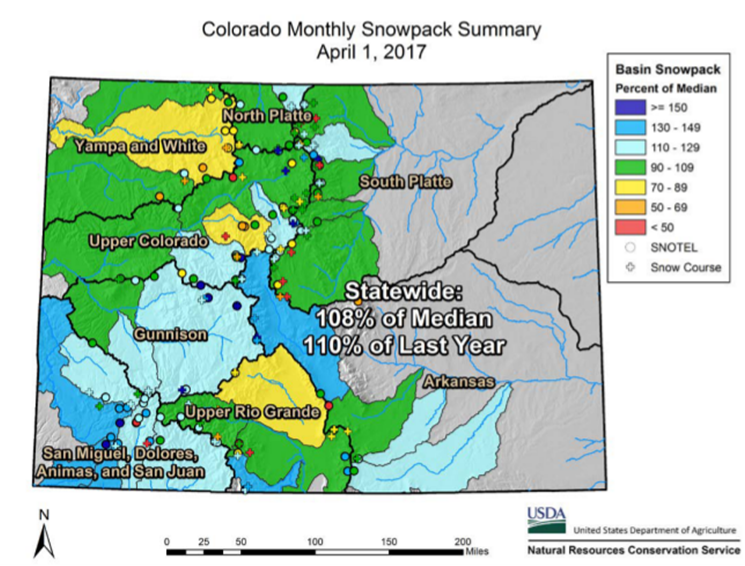 Colorado Monthly Snowpack Summary
April 1, 2017
Basin Snowpack
Percent of Median
>= 150
130 - 149
110 - 129
90 - 109
70 - 89
50 - 69
< 50
SNOTEL
Snow Course
North Platte
Yampa and White
South Platte
Upper Colorado
Statewide:
108% of Median
110% of Last Year
Gunnison
Arkansas
Upper Rio Grande
San Miguel, Dolores,
Animas, and San Juan
N
0 25 50 100 150 200
Miles
USDA
United States Department of Agriculture
Natural Resources Conservation Service